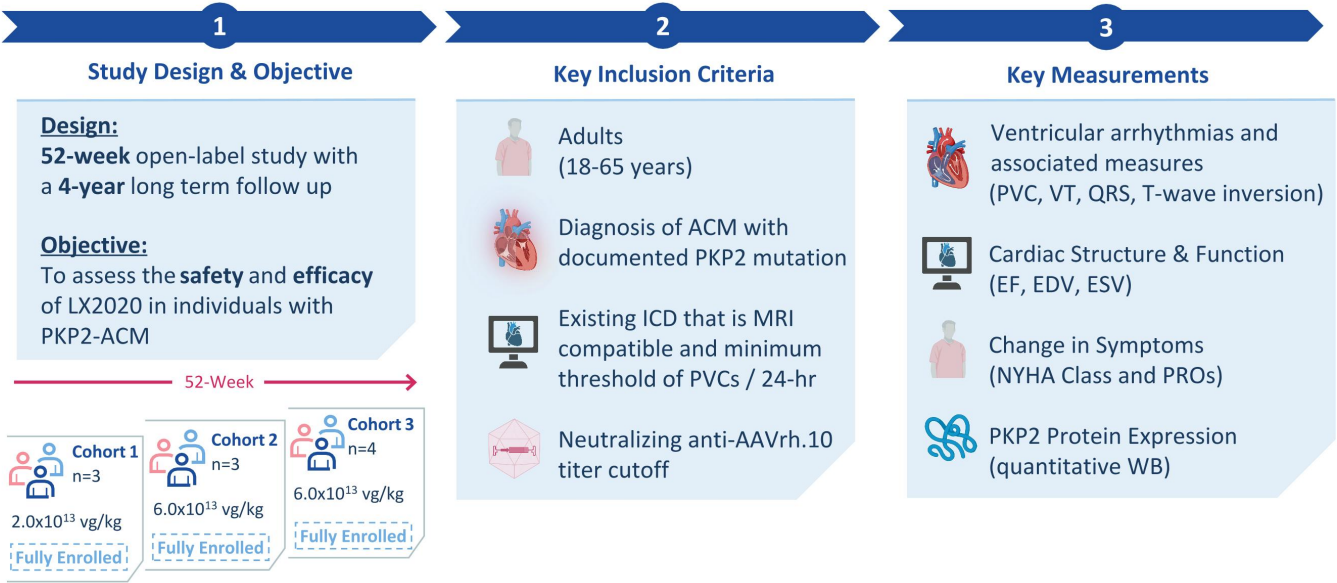 1
Study Design & Objective
Design:
52-week open-label study with
a 4-year long term follow up
Objective:
To assess the safety and efficacy
of LX2020 in individuals with
PKP2-ACM
52-Week
Cohort 1
n=3
2.0x10¹³ vg/kg
Fully Enrolled
Cohort 2
n=3
6.0x10¹³ vg/kg
Fully Enrolled
Cohort 3
n=4
6.0x10¹³ vg/kg
Fully Enrolled
2
Key Inclusion Criteria
Adults
(18-65 years)
Diagnosis of ACM with
documented PKP2 mutation
Existing ICD that is MRI
compatible and minimum
threshold of PVCs / 24-hr
Neutralizing anti-AAVrh.10
titer cutoff
3
Key Measurements
Ventricular arrhythmias and
associated measures
(PVC, VT, QRS, T-wave inversion)
Cardiac Structure & Function
(EF, EDV, ESV)
Change in Symptoms
(NYHA Class and PROs)
PKP2 Protein Expression
(quantitative WB)